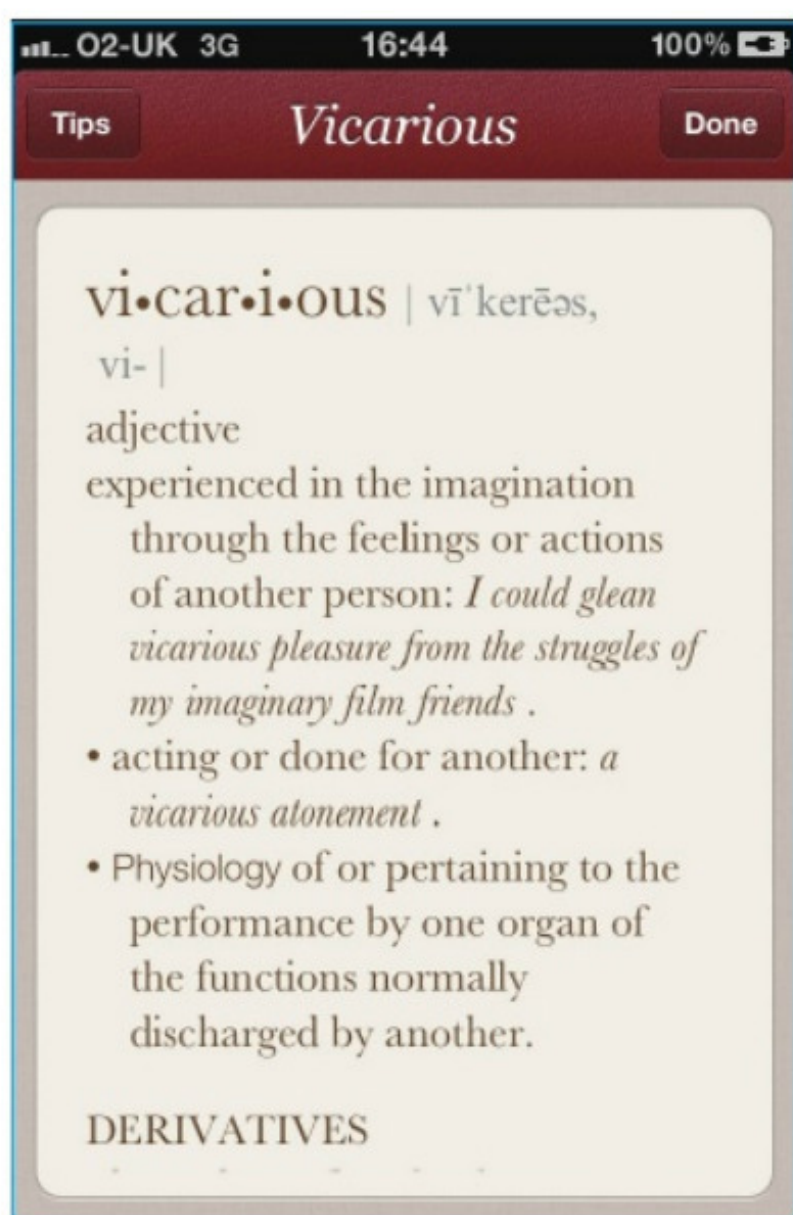 O2-UK 3G 16:44 100%
Tips Vicarious Done
vi•car•i•ous | vīˈkerēəs,
vi- |
adjective
experienced in the imagination
through the feelings or actions
of another person: I could glean
vicarious pleasure from the struggles of
my imaginary film friends .
• acting or done for another: a
vicarious atonement .
• Physiology of or pertaining to the
performance by one organ of
the functions normally
discharged by another.
DERIVATIVES